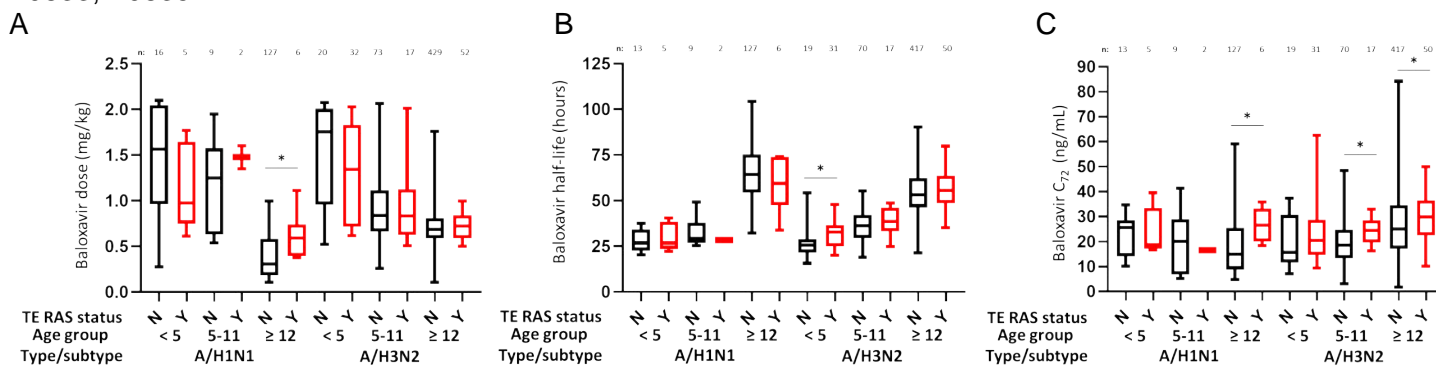 A
n: 16 5 9 2 127 6 20 32 73 17 429 52
Baloxavir dose (mg/kg)
2.5
2.0
1.5
1.0
0.5
0.0
*
TE RAS status N Y N Y N Y N Y N Y N Y
Age group < 5 5-11 ≥ 12 < 5 5-11 ≥ 12
Type/subtype A/H1N1 A/H3N2
B
n: 13 5 9 2 127 6 19 31 70 17 417 50
Baloxavir half-life (hours)
125
100
75
50
25
0
*
TE RAS status N Y N Y N Y N Y N Y N Y
Age group < 5 5-11 ≥ 12 < 5 5-11 ≥ 12
Type/subtype A/H1N1 A/H3N2
C
n: 13 5 9 2 127 6 19 31 70 17 417 50
Baloxavir C72 (ng/mL)
90
80
70
60
50
40
30
20
10
0
* * *
TE RAS status N Y N Y N Y N Y N Y N Y
Age group < 5 5-11 ≥ 12 < 5 5-11 ≥ 12
Type/subtype A/H1N1 A/H3N2